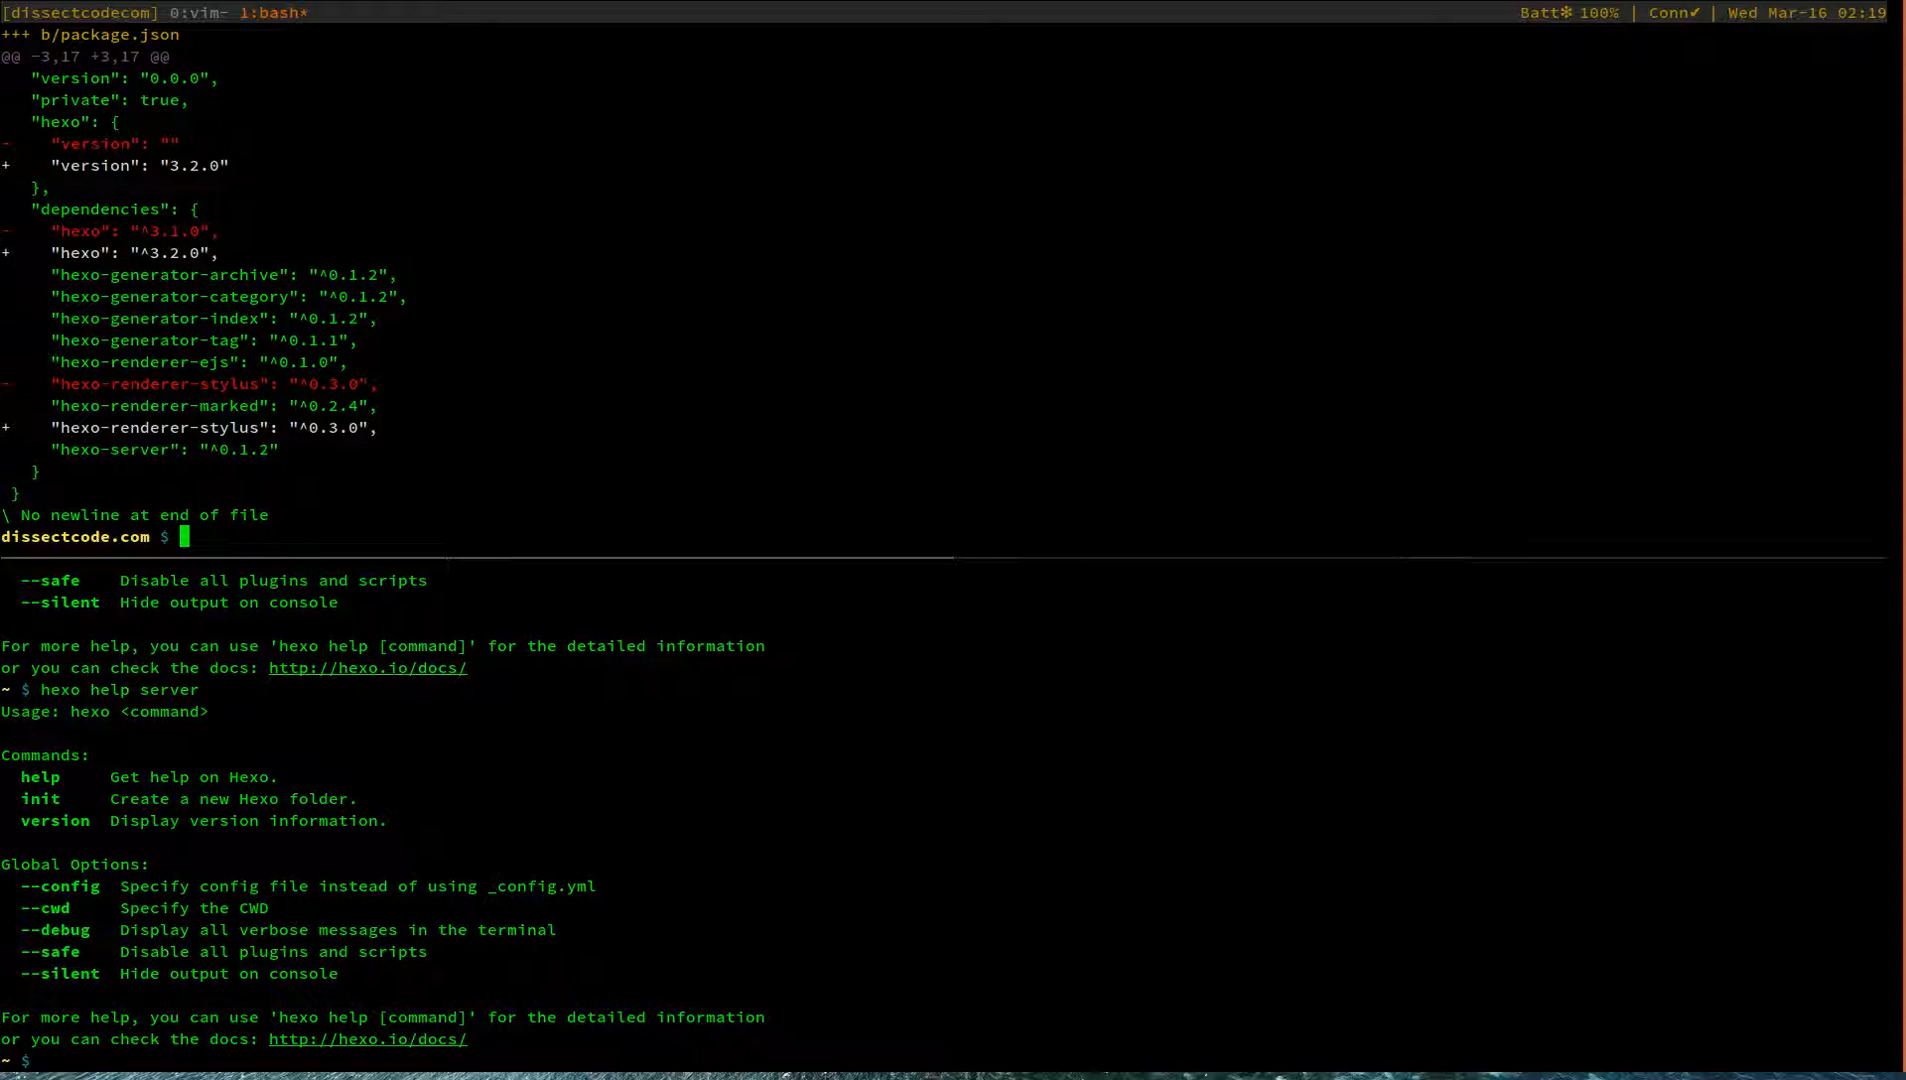 [dissectcodecom] 0:vim- 1:bash* Batt❇ 100% | Conn✔ | Wed Mar-16 02:19
+++ b/package.json
@@ -3,17 +3,17 @@
   "version": "0.0.0",
   "private": true,
   "hexo": {
-    "version": ""
+    "version": "3.2.0"
   },
   "dependencies": {
-    "hexo": "^3.1.0",
+    "hexo": "^3.2.0",
     "hexo-generator-archive": "^0.1.2",
     "hexo-generator-category": "^0.1.2",
     "hexo-generator-index": "^0.1.2",
     "hexo-generator-tag": "^0.1.1",
     "hexo-renderer-ejs": "^0.1.0",
-    "hexo-renderer-stylus": "^0.3.0",
     "hexo-renderer-marked": "^0.2.4",
+    "hexo-renderer-stylus": "^0.3.0",
     "hexo-server": "^0.1.2"
   }
 }
\ No newline at end of file
dissectcode.com $
  --safe    Disable all plugins and scripts
  --silent  Hide output on console
For more help, you can use 'hexo help [command]' for the detailed information
or you can check the docs: http://hexo.io/docs/
~ $ hexo help server
Usage: hexo <command>
Commands:
  help     Get help on Hexo.
  init     Create a new Hexo folder.
  version  Display version information.
Global Options:
  --config  Specify config file instead of using _config.yml
  --cwd     Specify the CWD
  --debug   Display all verbose messages in the terminal
  --safe    Disable all plugins and scripts
  --silent  Hide output on console
For more help, you can use 'hexo help [command]' for the detailed information
or you can check the docs: http://hexo.io/docs/
~ $